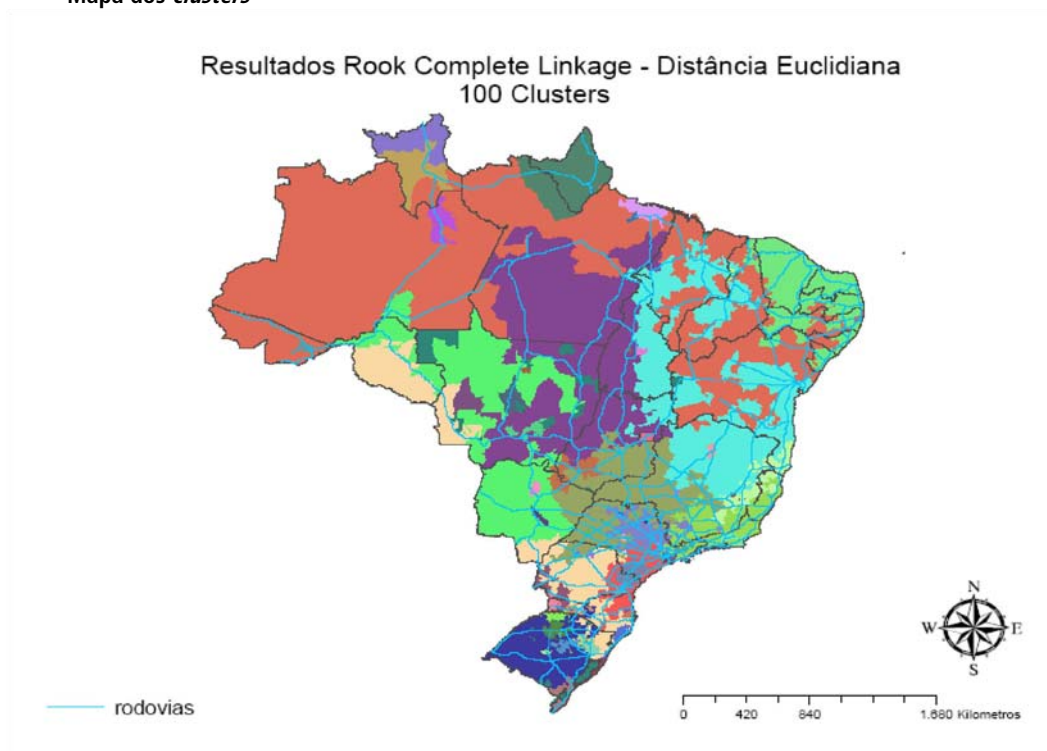 Mapa dos clusters
Resultados Rook Complete Linkage - Distância Euclidiana
100 Clusters
N
W
E
S
rodovias
0 420 840 1.680 Kilometros